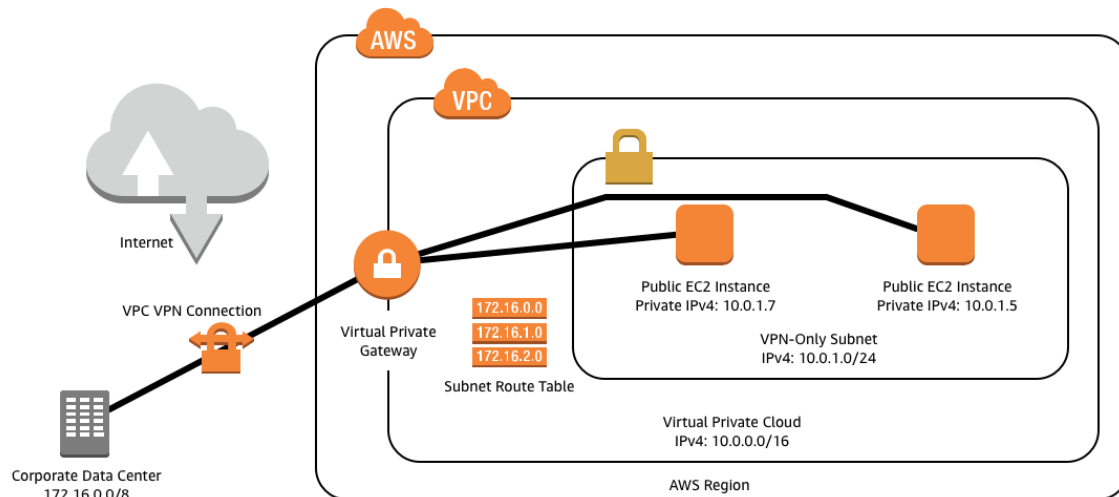 AWS
VPC
Internet
VPC VPN Connection
Virtual Private
Gateway
172.16.0.0
172.16.1.0
172.16.2.0
Subnet Route Table
Public EC2 Instance
Private IPv4: 10.0.1.7
Public EC2 Instance
Private IPv4: 10.0.1.5
VPN-Only Subnet
IPv4: 10.0.1.0/24
Virtual Private Cloud
IPv4: 10.0.0.0/16
Corporate Data Center
172.16.0.0/8
AWS Region